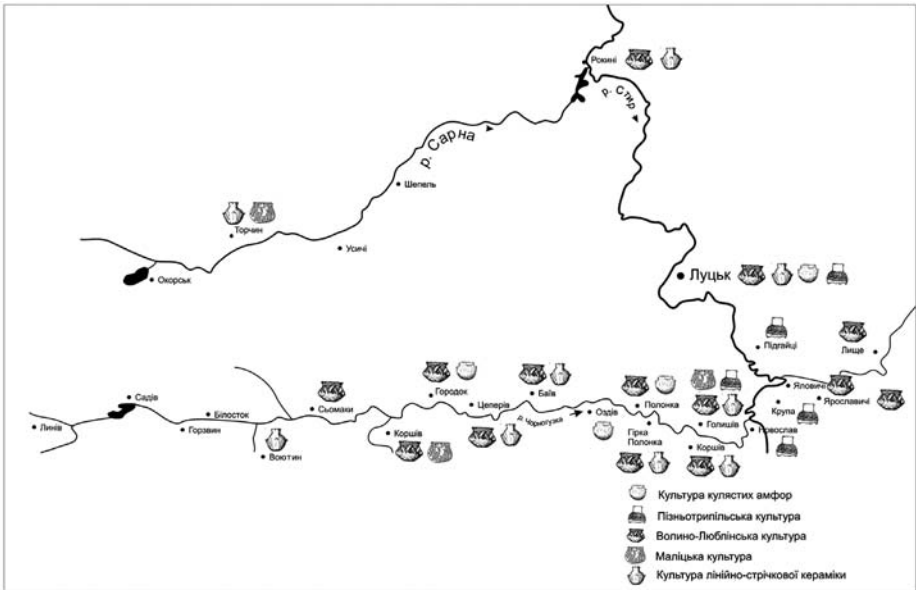 Рокині
р. Стир
р. Сарна
Шепель
Торчин
Усичі
Окорськ
Луцьк
Підгайці
Лище
Яловичі
Ярославичі
Крупа
Новослав
Садів
Линів
Білосток
Горзвин
Воютин
Сьомаки
Коршів
Городок
Цеперів
Баїв
р. Чорногузка
Оздів
Полонка
Гірка
Полонка
Голишів
Коршів
Культура кулястих амфор
Пізньотрипільська культура
Волино-Люблінська культура
Маліцька культура
Культура лінійно-стрічкової кераміки